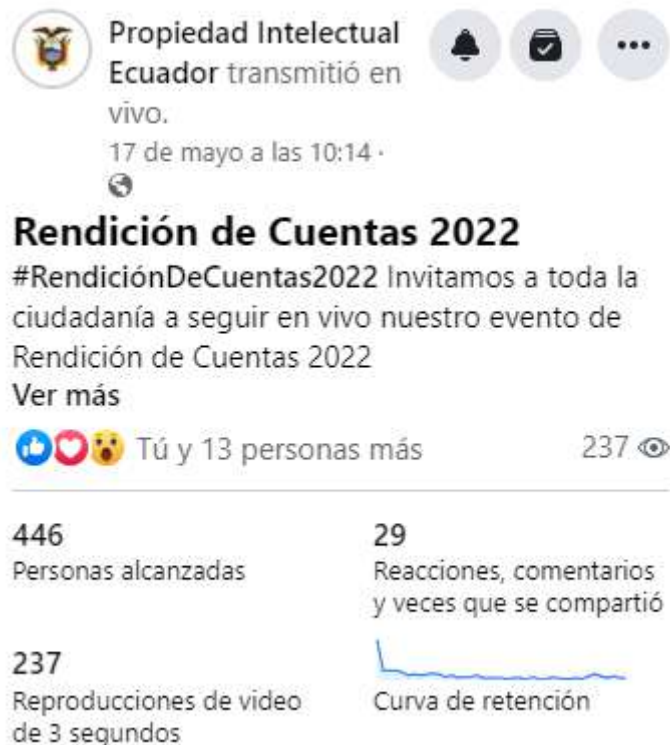 Propiedad Intelectual
Ecuador transmitió en
vivo.
17 de mayo a las 10:14 ·
Rendición de Cuentas 2022
#RendiciónDeCuentas2022 Invitamos a toda la
ciudadanía a seguir en vivo nuestro evento de
Rendición de Cuentas 2022
Ver más
Tú y 13 personas más 237
446
Personas alcanzadas
29
Reacciones, comentarios
y veces que se compartió
237
Reproducciones de video
de 3 segundos
Curva de retención